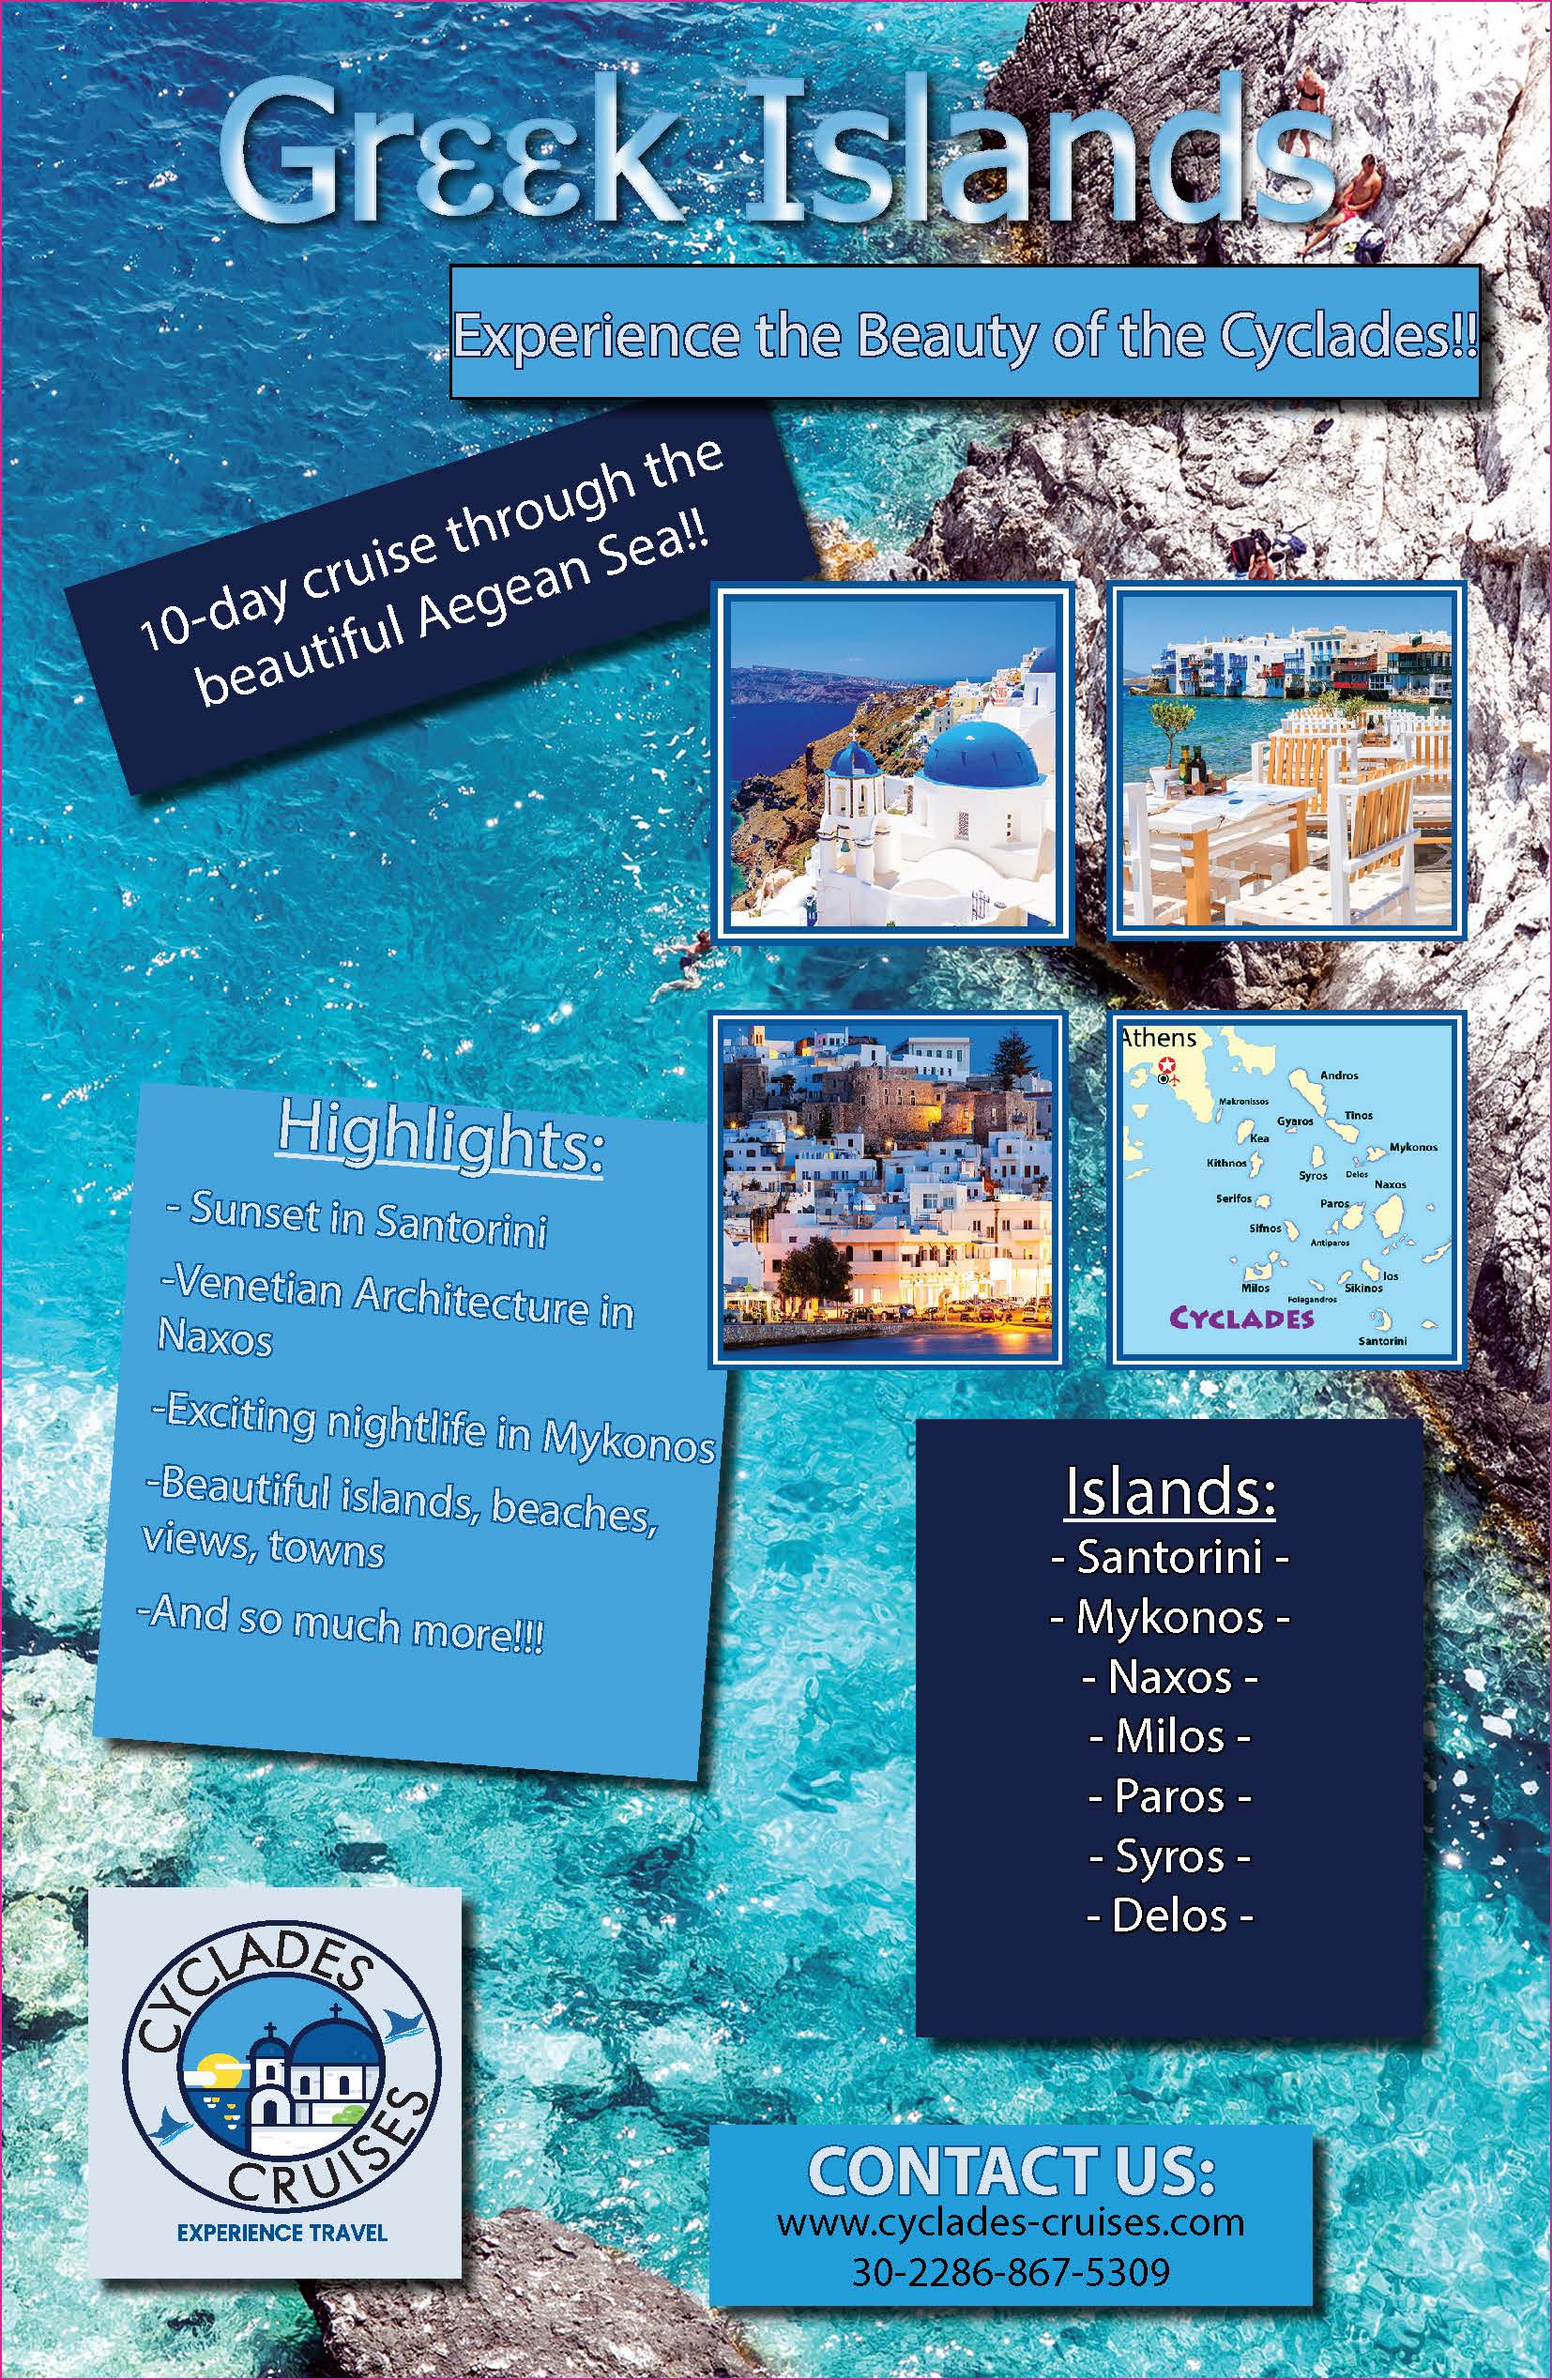 Grεεk Islands
Experience the Beauty of the Cyclades!!
10-day cruise through the
beautiful Aegean Sea!!
Athens
Andros
Makronissos
Gyaros
Tinos
Kea
Mykonos
Kithnos
Syros
Delos
Naxos
Serifos
Paros
Sifnos
Antiparos
Ios
Milos
Sikinos
Folegandros
CYCLADES
Santorini
Highlights:
- Sunset in Santorini
-Venetian Architecture in
Naxos
-Exciting nightlife in Mykonos
-Beautiful islands, beaches,
views, towns
-And so much more!!!
Islands:
- Santorini -
- Mykonos -
- Naxos -
- Milos -
- Paros -
- Syros -
- Delos -
CYCLADES
CRUISES
EXPERIENCE TRAVEL
CONTACT US:
www.cyclades-cruises.com
30-2286-867-5309